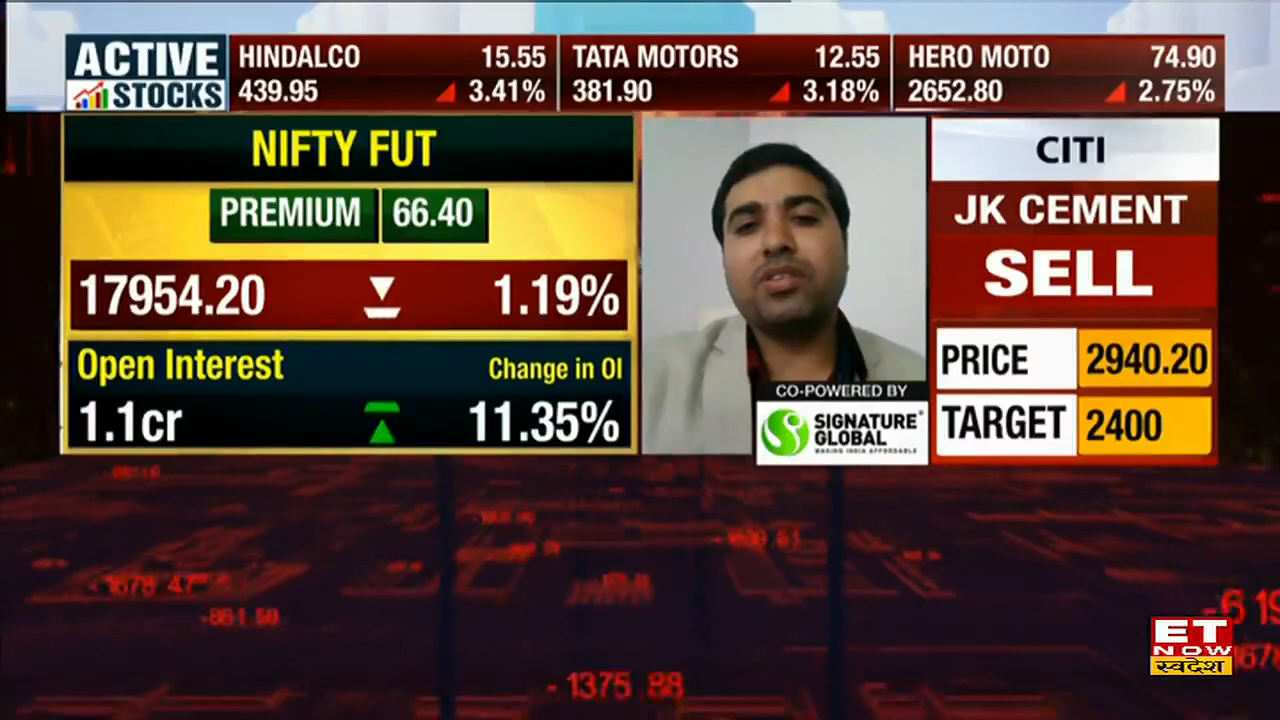 ACTIVE STOCKS
HINDALCO 15.55
439.95 3.41%
TATA MOTORS 12.55
381.90 3.18%
HERO MOTO 74.90
2652.80 2.75%
NIFTY FUT
PREMIUM 66.40
17954.20 1.19%
Open Interest Change in OI
1.1cr 11.35%
CO-POWERED BY
SIGNATURE
GLOBAL
MAKING INDIA AFFORDABLE
CITI
JK CEMENT
SELL
PRICE 2940.20
TARGET 2400
-1375.88
ET
NOW
स्वदेश